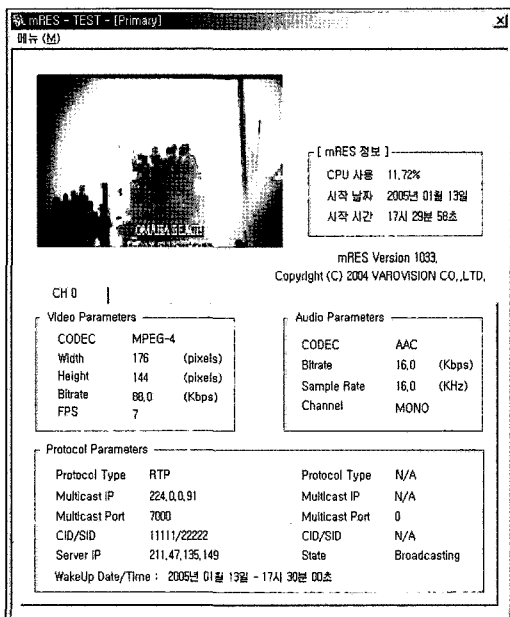 mRES - TEST - [Primary]
메뉴 (M)
OMAHA BEACH
[ mRES 정보 ]
CPU 사용 11,72%
시작 날짜 2005년 01월 13일
시작 시간 17시 29분 58초
mRES Version 1033,
Copyright (C) 2004 VAROVISION CO,,LTD,
CH 0
Video Parameters
CODEC MPEG-4
Width 176 (pixels)
Height 144 (pixels)
Bitrate 88,0 (Kbps)
FPS 7
Audio Parameters
CODEC AAC
Bitrate 16,0 (Kbps)
Sample Rate 16,0 (KHz)
Channel MONO
Protocol Parameters
Protocol Type RTP
Multicast IP 224,0,0,91
Multicast Port 7000
CID/SID 11111/22222
Server IP 211,47,135,149
Protocol Type N/A
Multicast IP N/A
Multicast Port 0
CID/SID N/A
State Broadcasting
WakeUp Date/Time : 2005년 01월 13일 - 17시 30분 00초